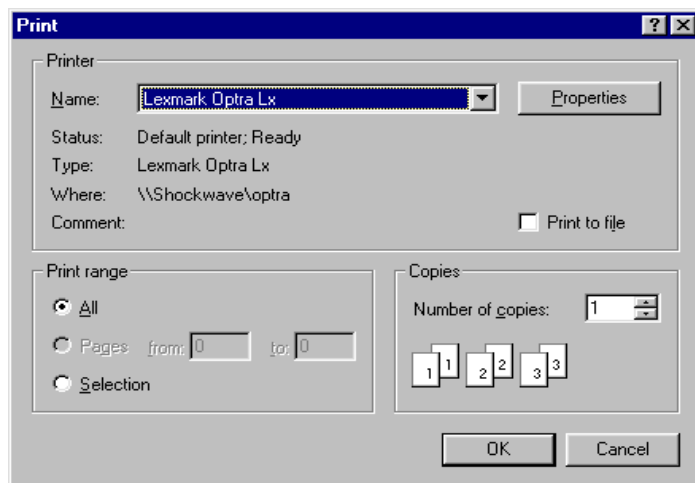 Print
Printer
Name: Lexmark Optra Lx Properties
Status: Default printer; Ready
Type: Lexmark Optra Lx
Where: \\Shockwave\optra
Comment: Print to file
Print range
All
Pages from: 0 to: 0
Selection
Copies
Number of copies: 1
1 1 2 2 3 3
OK Cancel